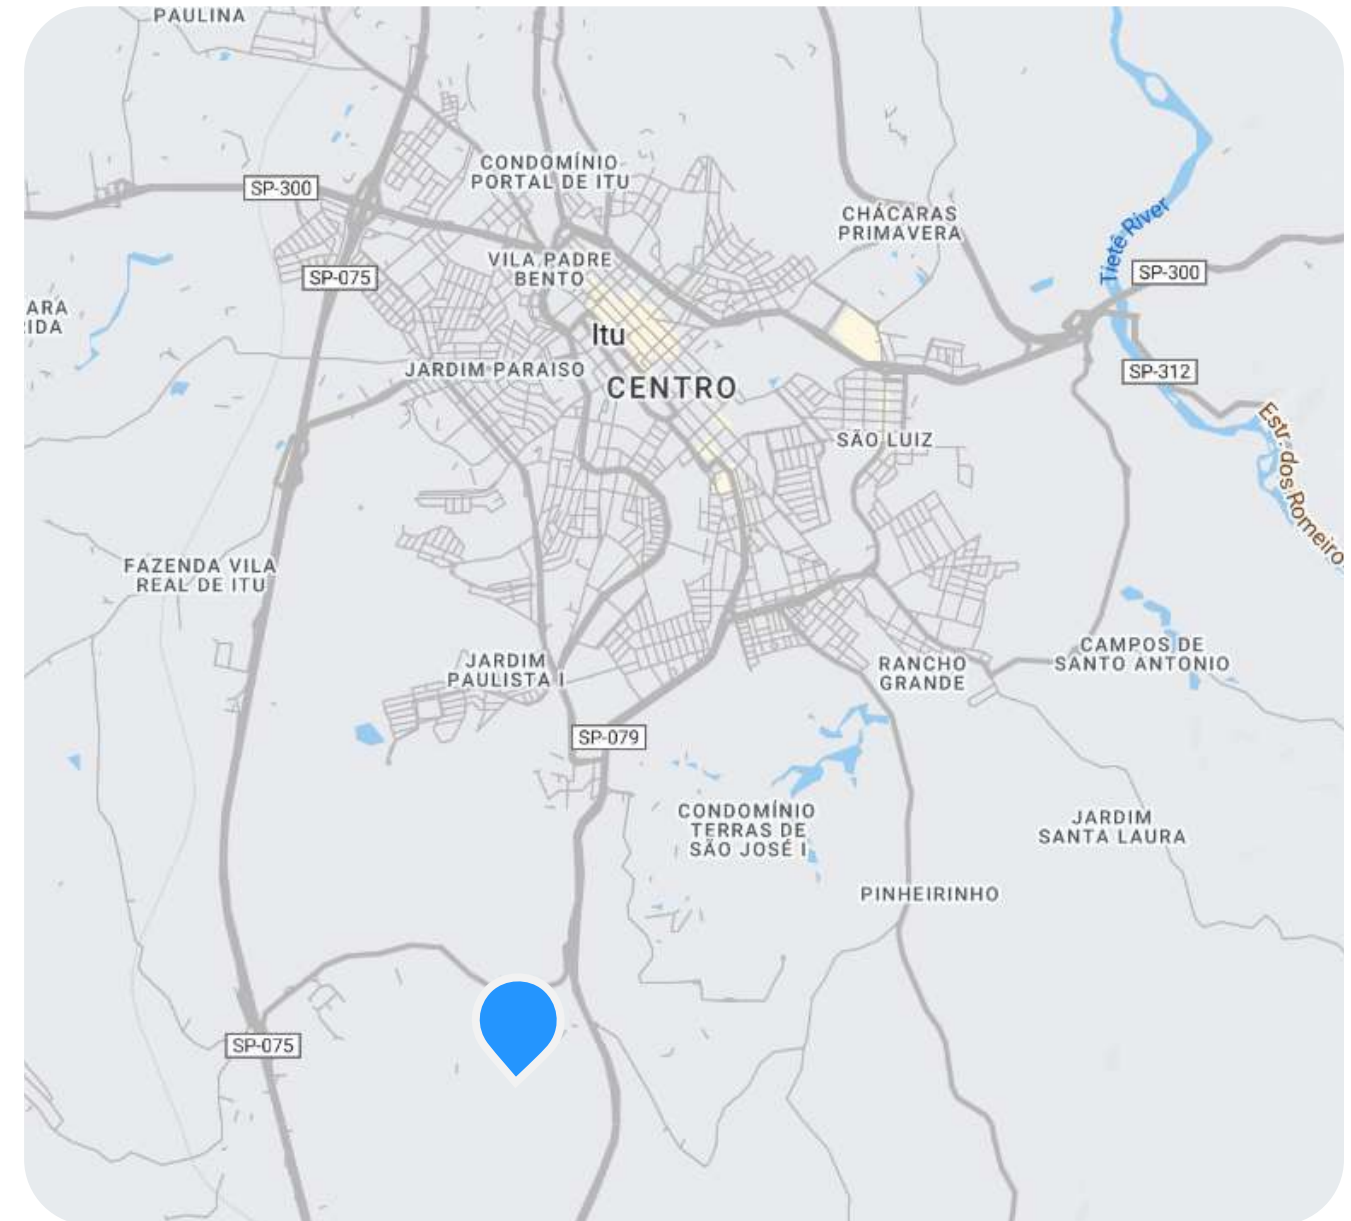 PAULINA
CONDOMÍNIO
PORTAL DE ITU
SP-300
CHÁCARAS
PRIMAVERA
Tietê River
VILA PADRE
BENTO
SP-075
SP-300
ARA
IDA
Itu
JARDIM PARAISO
CENTRO
SP-312
SÃO LUIZ
Estr. dos Romeiro
FAZENDA VILA
REAL DE ITU
JARDIM
PAULISTA I
RANCHO
GRANDE
CAMPOS DE
SANTO ANTONIO
SP-079
CONDOMÍNIO
TERRAS DE
SÃO JOSÉ I
JARDIM
SANTA LAURA
PINHEIRINHO
SP-075